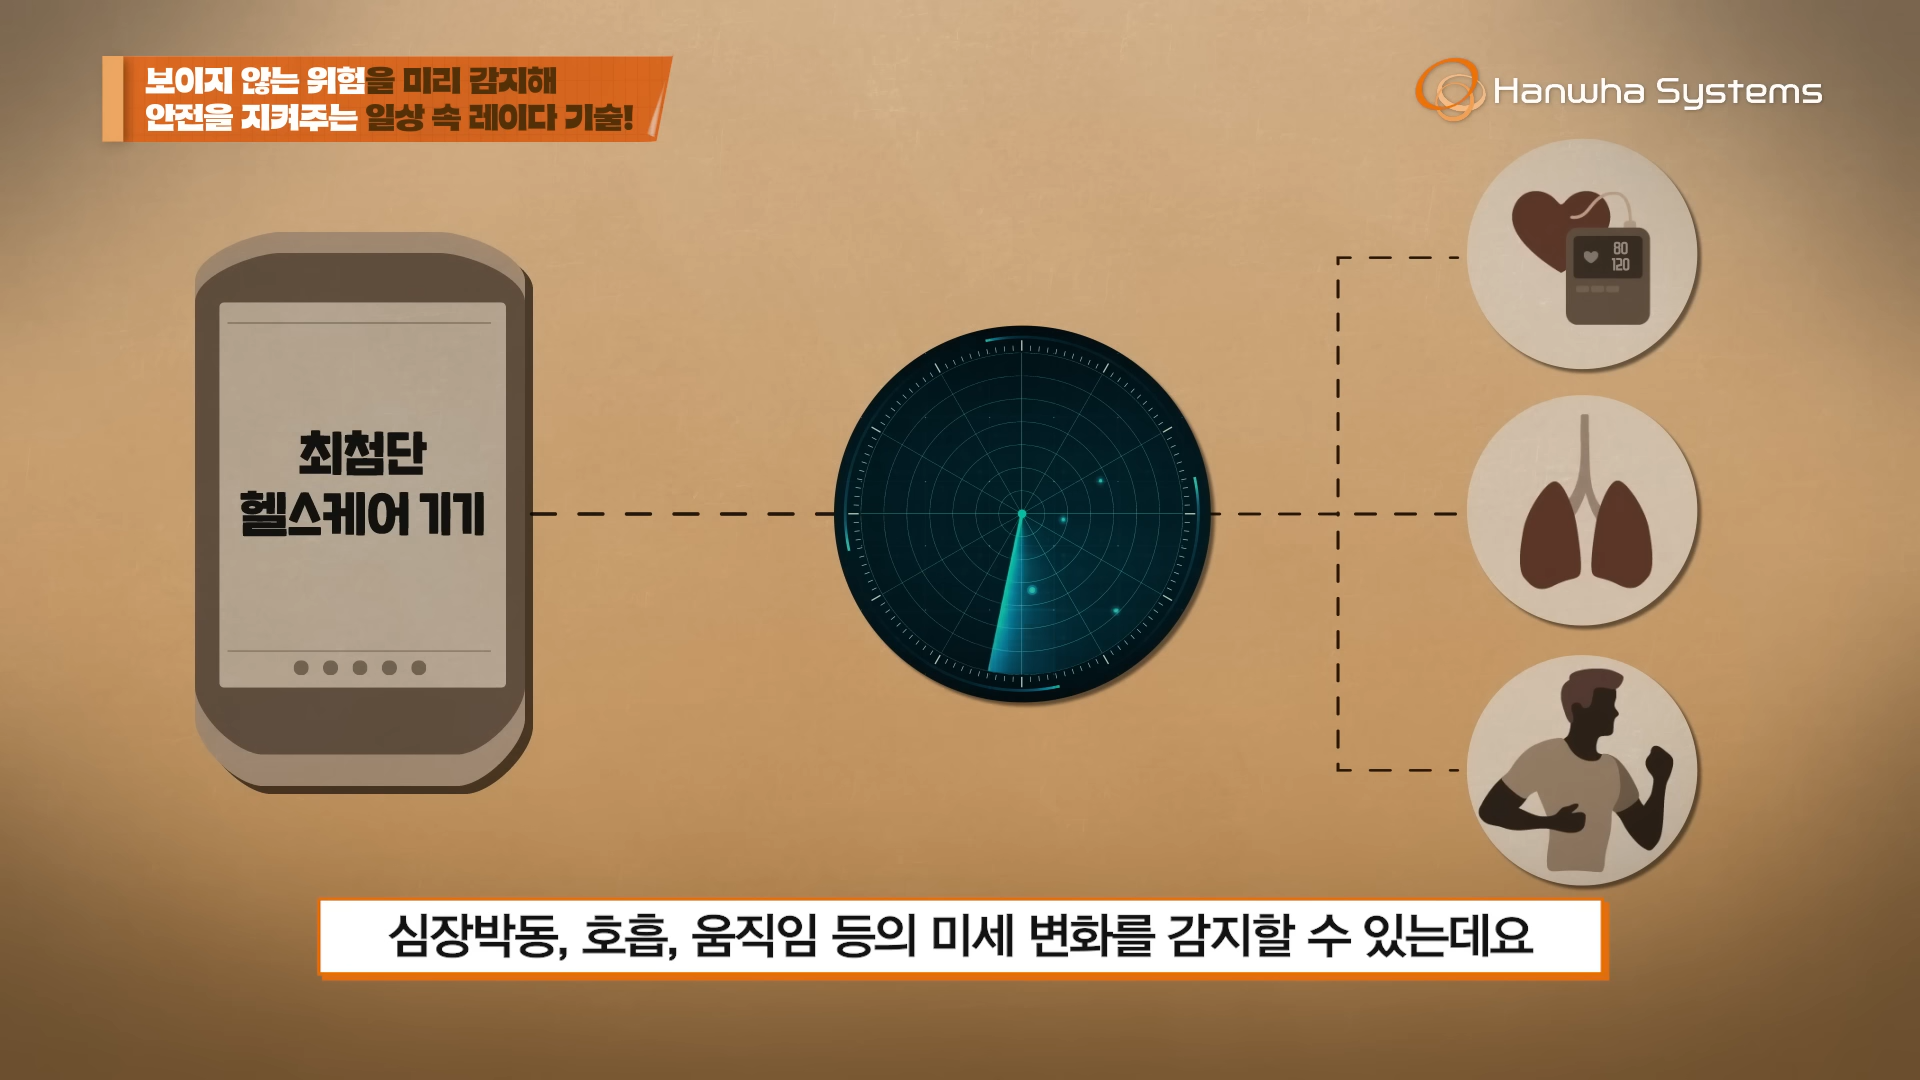 보이지 않는 위험을 미리 감지해
안전을 지켜주는 일상 속 레이다 기술!
Hanwha Systems
80
120
최첨단
헬스케어 기기
심장박동, 호흡, 움직임 등의 미세 변화를 감지할 수 있는데요